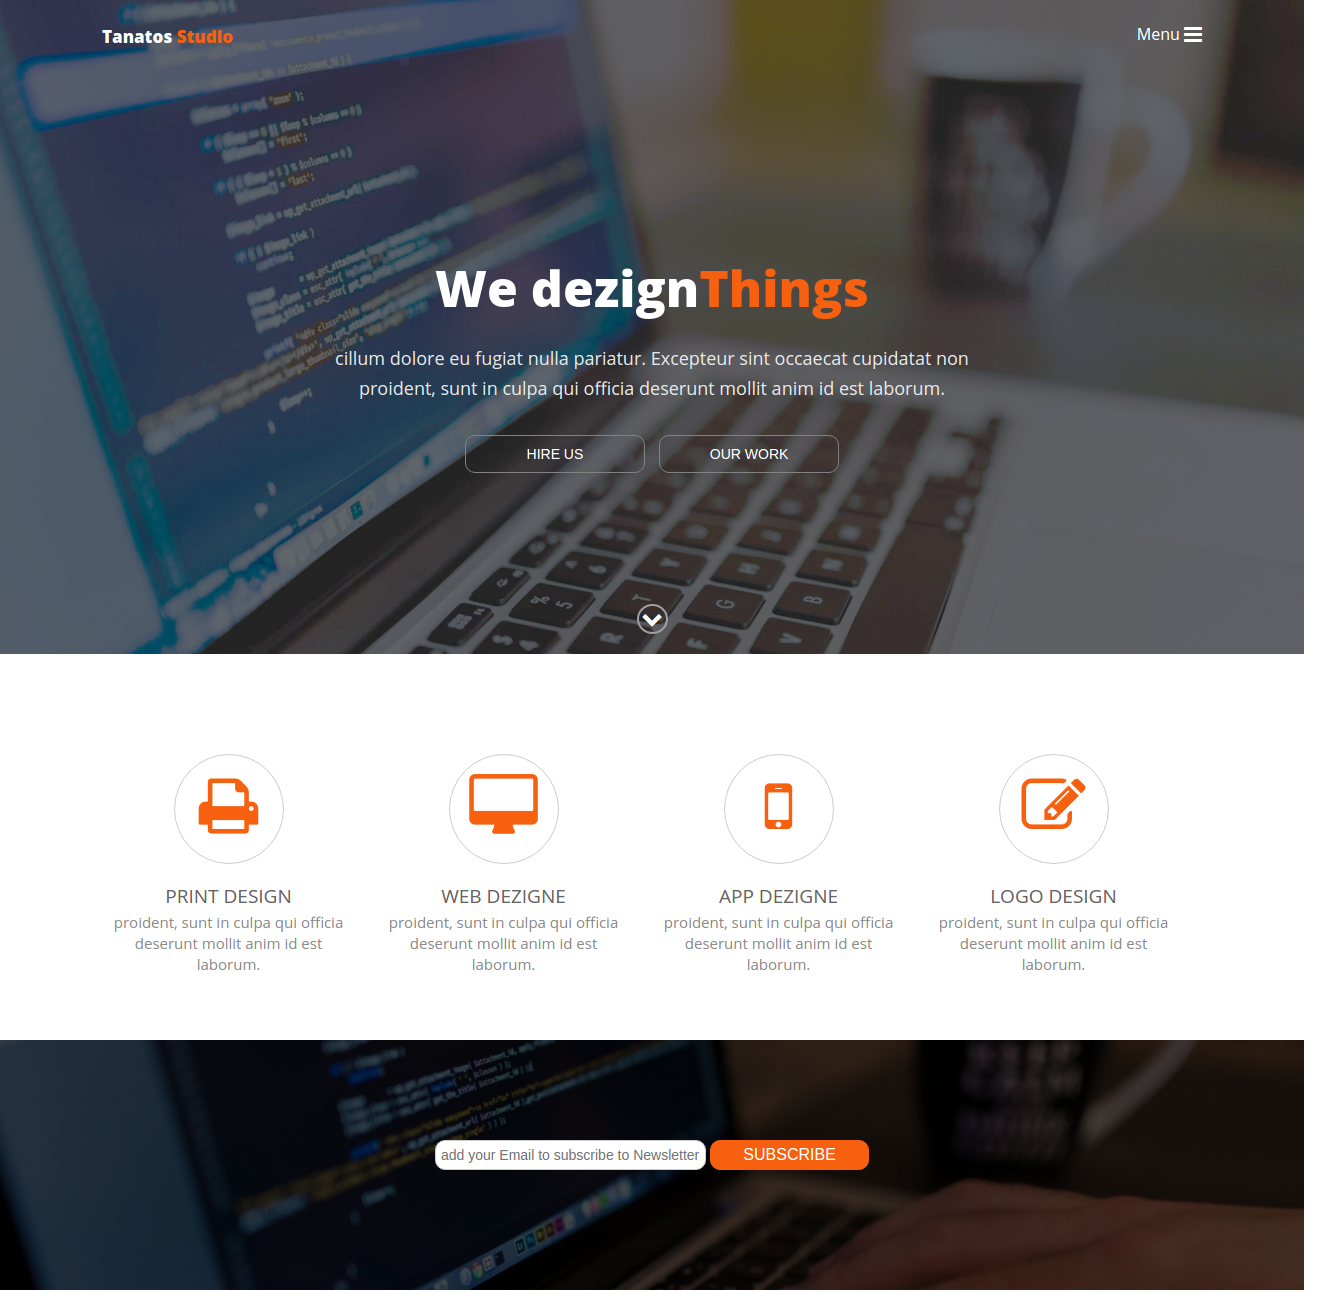 Tanatos Studio
Menu
We dezignThings
cillum dolore eu fugiat nulla pariatur. Excepteur sint occaecat cupidatat non
proident, sunt in culpa qui officia deserunt mollit anim id est laborum.
HIRE US
OUR WORK
PRINT DESIGN
proident, sunt in culpa qui officia
deserunt mollit anim id est
laborum.
WEB DEZIGNE
proident, sunt in culpa qui officia
deserunt mollit anim id est
laborum.
APP DEZIGNE
proident, sunt in culpa qui officia
deserunt mollit anim id est
laborum.
LOGO DESIGN
proident, sunt in culpa qui officia
deserunt mollit anim id est
laborum.
add your Email to subscribe to Newsletter
SUBSCRIBE